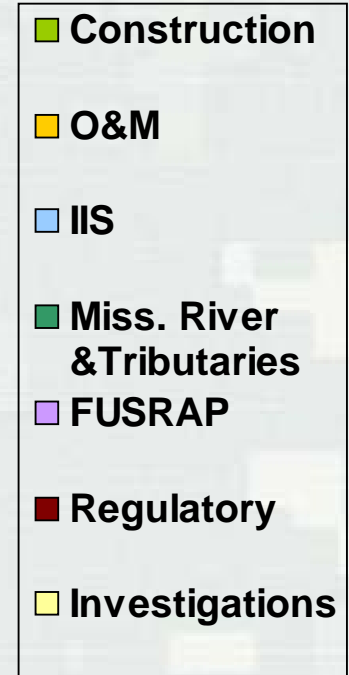 Construction
O&M
IIS
Miss. River
&Tributaries
FUSRAP
Regulatory
Investigations